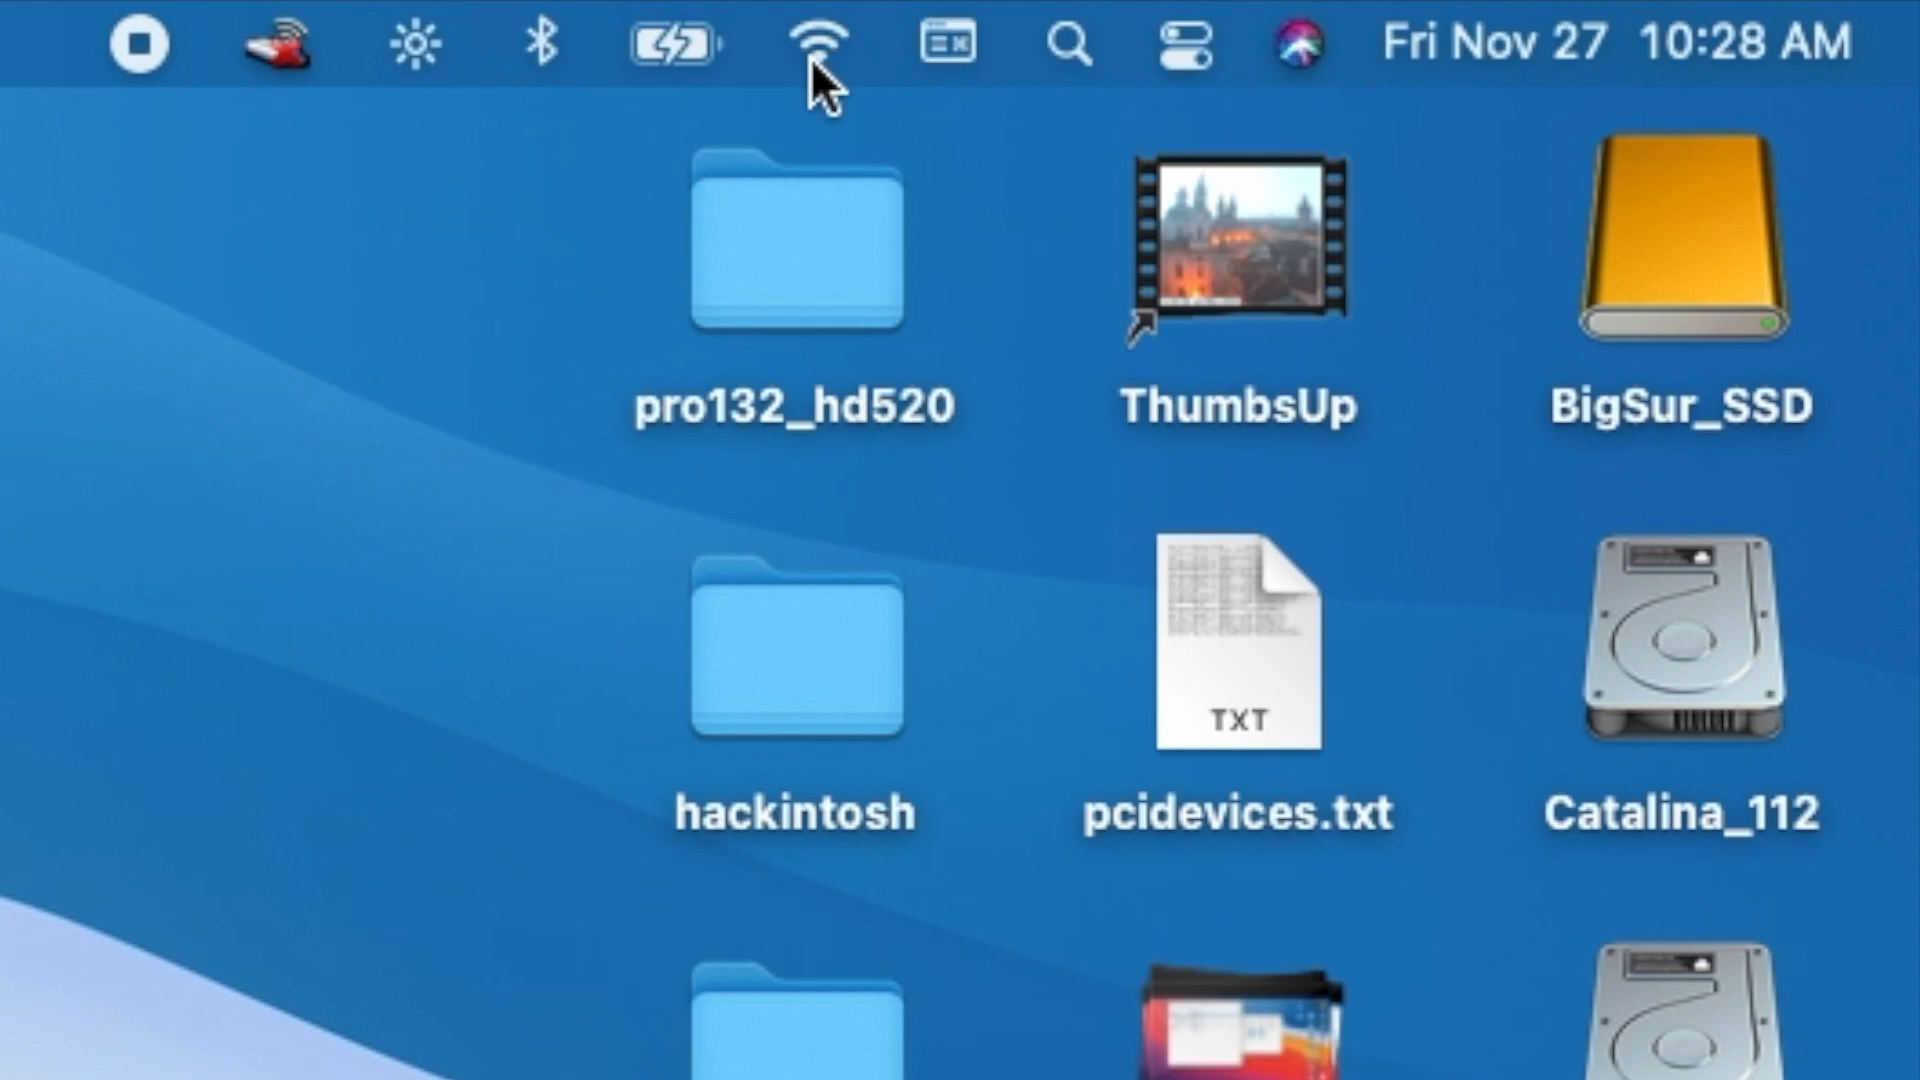 Fri Nov 27 10:28 AM
pro132_hd520 ThumbsUp BigSur_SSD
TXT
hackintosh pcidevices.txt Catalina_112